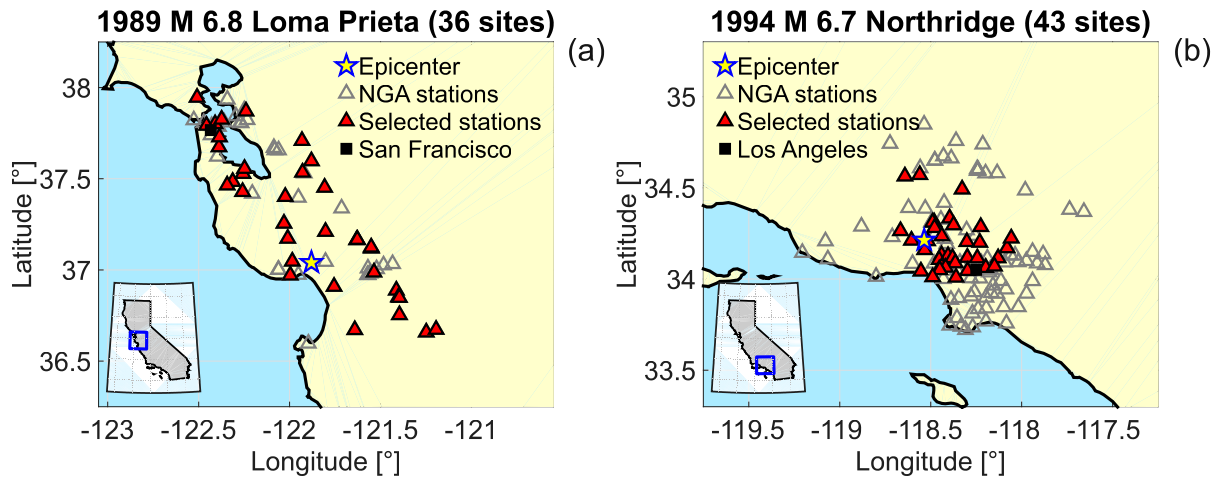 1989 M 6.8 Loma Prieta (36 sites)
(a)
Epicenter
NGA stations
Selected stations
San Francisco
38
37.5
37
36.5
Latitude [°]
-123
-122.5
-122
-121.5
-121
Longitude [°]
1994 M 6.7 Northridge (43 sites)
(b)
Epicenter
NGA stations
Selected stations
Los Angeles
35
34.5
34
33.5
Latitude [°]
-119.5
-119
-118.5
-118
-117.5
Longitude [°]